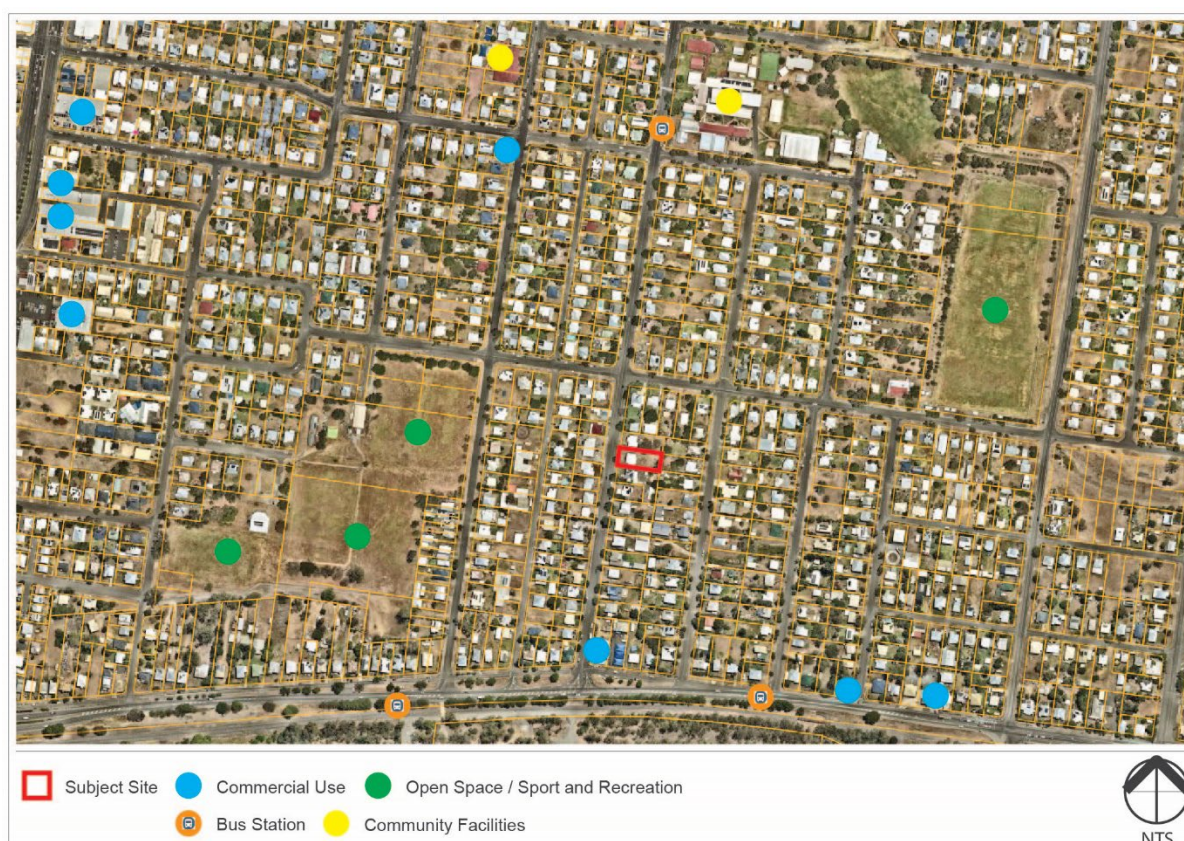 Subject Site Commercial Use Open Space / Sport and Recreation
Bus Station Community Facilities
NTS